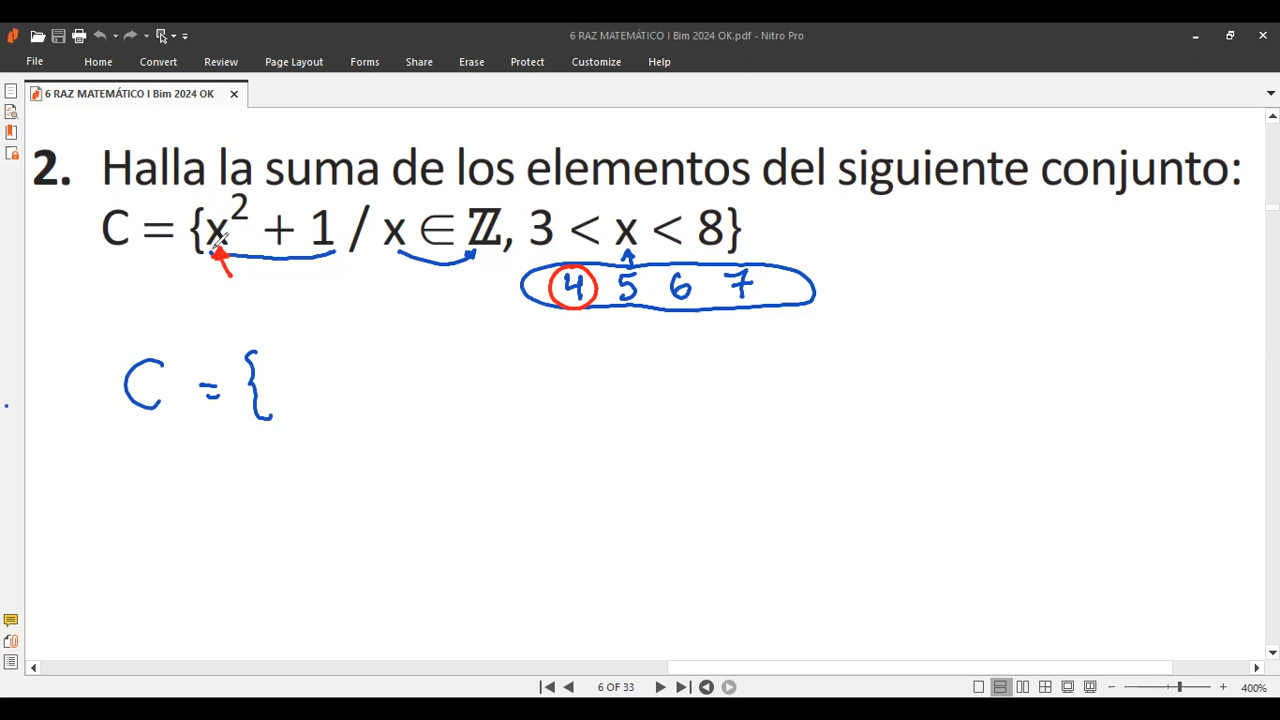 6 RAZ MATEMÁTICO I Bim 2024 OK.pdf - Nitro Pro
File Home Convert Review Page Layout Forms Share Erase Protect Customize Help
6 RAZ MATEMÁTICO I Bim 2024 OK
2. Halla la suma de los elementos del siguiente conjunto:
C = {x² + 1 / x ∈ ℤ, 3 < x < 8}
4 5 6 7
C = {
6 OF 33
400%